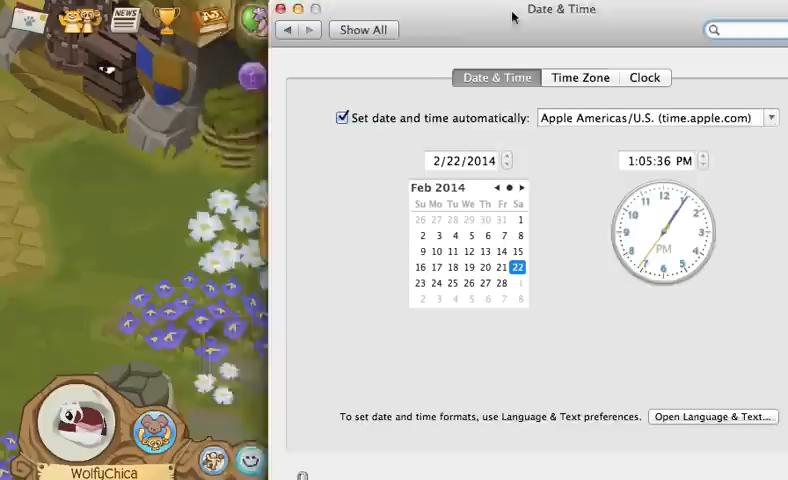 NEWS
Date & Time
Show All
Date & Time Time Zone Clock
Set date and time automatically: Apple Americas/U.S. (time.apple.com)
2/22/2014 1:05:36 PM
Feb 2014
Su Mo Tu We Th Fr Sa
26 27 28 29 30 31 1
2 3 4 5 6 7 8
9 10 11 12 13 14 15
16 17 18 19 20 21 22
23 24 25 26 27 28 1
2 3 4 5 6 7 8
12
11 1
10 2
9 3
8 4
7 5
6
PM
To set date and time formats, use Language & Text preferences. Open Language & Text...
WolfyChica